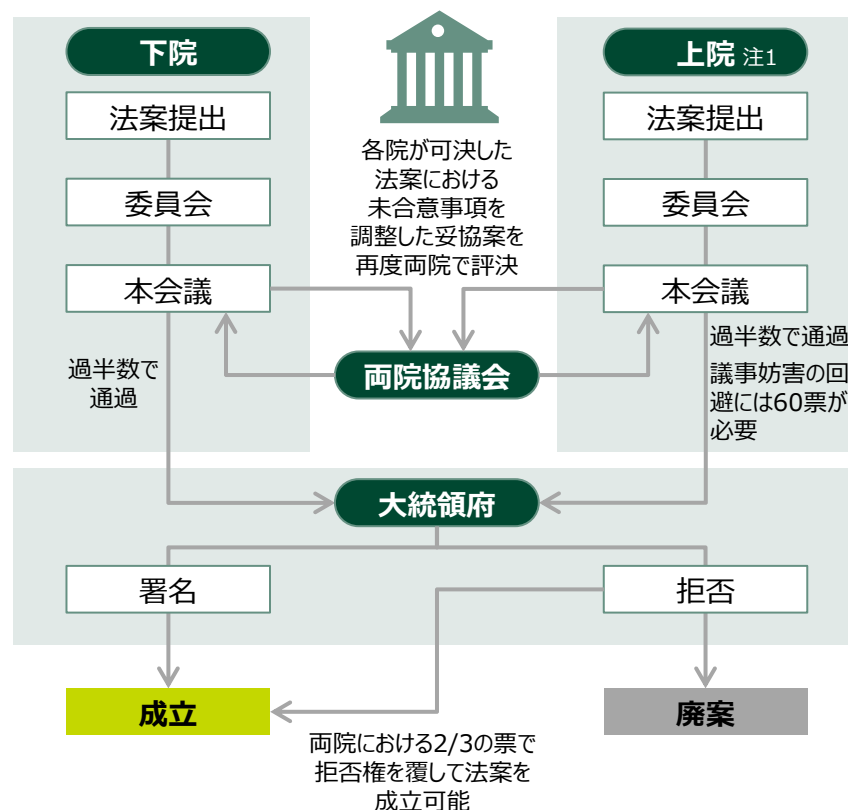 下院
法案提出
委員会
本会議
過半数で
通過
各院が可決した
法案における
未合意事項を
調整した妥協案を
再度両院で評決
両院協議会
上院 注1
法案提出
委員会
本会議
過半数で通過
議事妨害の回
避には60票が
必要
大統領府
署名
拒否
成立
廃案
両院における2/3の票で
拒否権を覆して法案を
成立可能